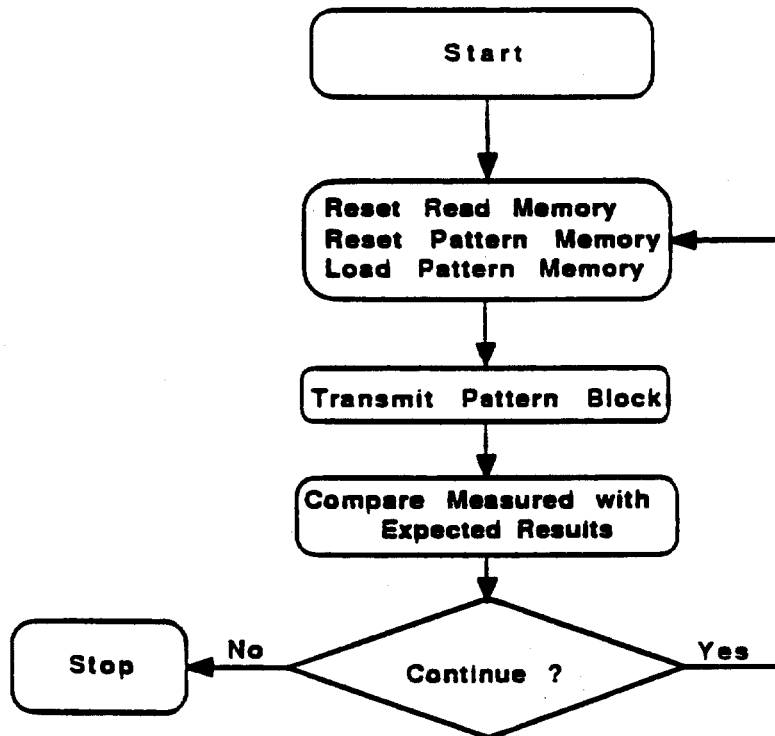 Start
Reset Read Memory
Reset Pattern Memory
Load Pattern Memory
Transmit Pattern Block
Compare Measured with
Expected Results
No
Yes
Stop
Continue ?